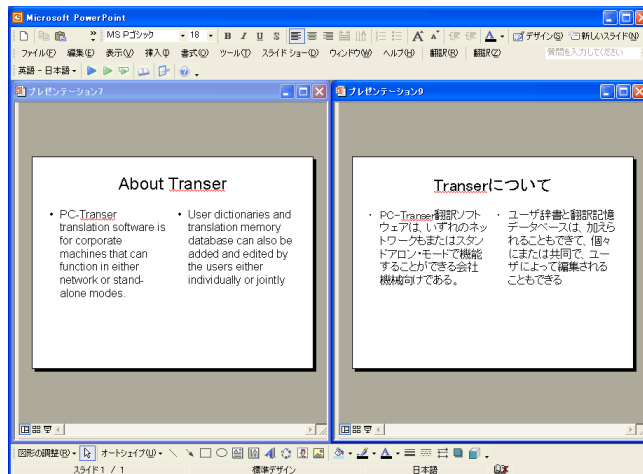 Microsoft PowerPoint
MS Pゴシック 18 B I U S A A A デザイン(S) 新しいスライド(N)
ファイル(F) 編集(E) 表示(V) 挿入(I) 書式(O) ツール(T) スライド ショー(D) ウィンドウ(W) ヘルプ(H) 翻訳(R) 翻訳(Z) 質問を入力してください
英語 - 日本語
プレゼンテーション7
About Transer
• PC-Transer
translation software is
for corporate
machines that can
function in either
network or stand-
alone modes.
• User dictionaries and
translation memory
database can also be
added and edited by
the users either
individually or jointly
プレゼンテーション9
Transerについて
・ PC-Transer翻訳ソフト
ウェアは、いずれのネッ
トワークもまたはスタン
ドアロン・モードで機能
することができる会社
機械向けである。
・ ユーザ辞書と翻訳記憶
データベースは、加えら
れることもできて、個々
にまたは共同で、ユー
ザによって編集される
こともできる
図形の調整(R) オートシェイプ(U) A
スライド 1 / 1 標準デザイン 日本語